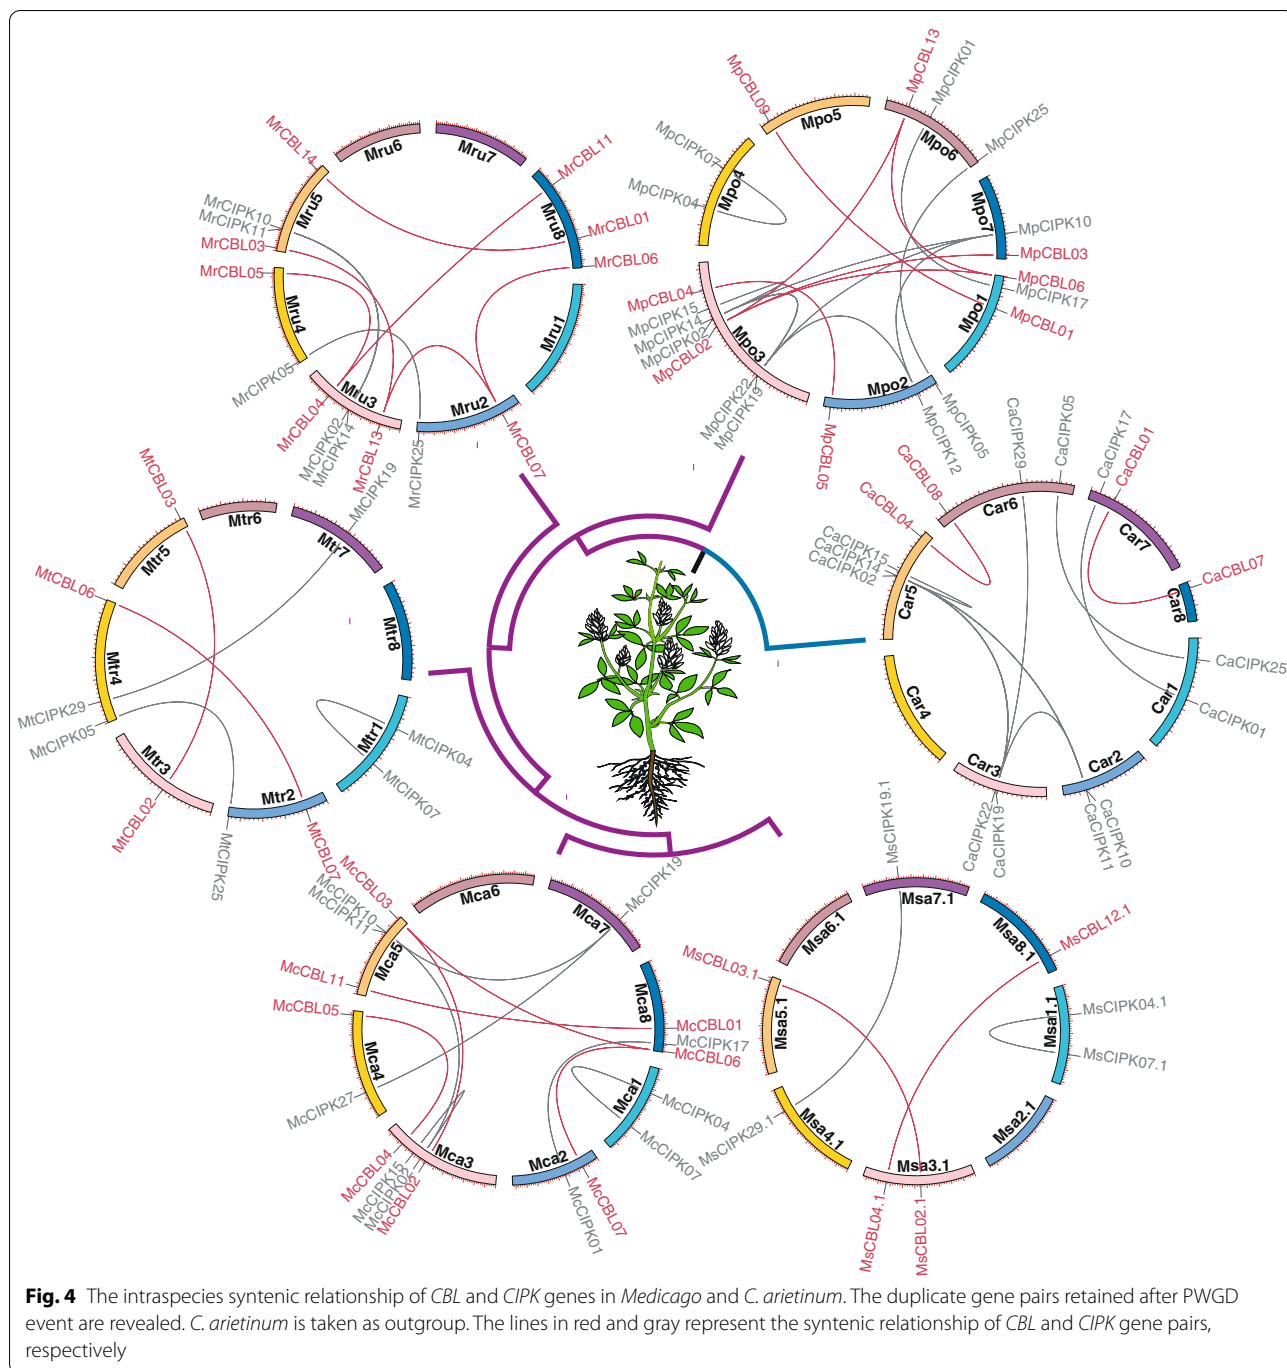 MrCBL14
Mru6
Mru7
MrCBL11
Mru5
Mru8
MrCIPK10
MrCIPK11
MrCBL03
MrCBL01
MrCBL05
MrCBL06
Mru4
Mru1
MrCIPK05
Mru3
Mru2
MrCBL04
MrCIPK02
MrCIPK14
MrCBL13
MrCIPK25
MrCBL07
MpCBL09
Mpo5
MpCBL13
MpCIPK01
Mpo6
MpCIPK25
MpCIPK07
Mpo4
MpCIPK04
Mpo7
MpCIPK10
MpCBL03
MpCBL06
MpCIPK17
MpCBL01
Mpo1
MpCBL04
MpCIPK15
MpCIPK14
MpCIPK02
MpCBL02
Mpo3
Mpo2
MpCIPK22
MpCIPK19
MpCBL05
MpCIPK12
MpCIPK05
MtCBL03
Mtr6
MtCIPK19
Mtr7
Mtr5
MtCBL06
Mtr8
Mtr4
MtCIPK29
MtCIPK05
Mtr3
Mtr1
MtCIPK04
MtCIPK07
Mtr2
MtCBL02
MtCIPK25
MtCBL07
CaCBL08
CaCIPK29
CaCIPK05
CaCIPK17
CaCBL01
CaCBL04
Car6
Car7
CaCIPK15
CaCIPK14
CaCIPK02
Car5
CaCBL07
Car8
Car4
Car1
CaCIPK25
CaCIPK01
Car3
Car2
CaCIPK22
CaCIPK19
CaCIPK11
CaCIPK10
McCBL03
McCIPK10
McCIPK11
Mca6
McCIPK19
Mca7
Mca5
McCBL11
McCBL05
Mca8
McCBL01
McCIPK17
McCBL06
Mca4
McCIPK27
Mca1
McCIPK04
McCIPK07
Mca3
Mca2
McCBL04
McCIPK15
McCIPK02
McCBL02
McCIPK01
McCBL07
MsCIPK19.1
Msa7.1
Msa6.1
Msa8.1
MsCBL12.1
MsCBL03.1
Msa5.1
Msa1.1
MsCIPK04.1
MsCIPK07.1
MsCIPK29.1
Msa4.1
Msa2.1
Msa3.1
MsCBL04.1
MsCBL02.1
Fig. 4 The intraspecies syntenic relationship of CBL and CIPK genes in Medicago and C. arietinum. The duplicate gene pairs retained after PWGD
event are revealed. C. arietinum is taken as outgroup. The lines in red and gray represent the syntenic relationship of CBL and CIPK gene pairs,
respectively